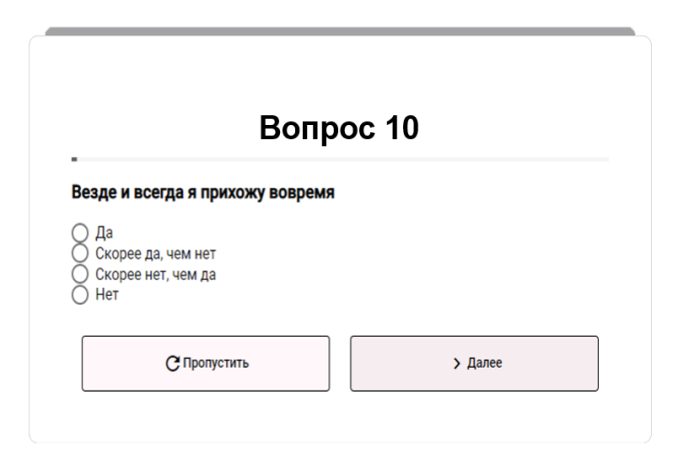 Вопрос 10
Везде и всегда я прихожу вовремя
Да
Скорее да, чем нет
Скорее нет, чем да
Нет
Пропустить
Далее